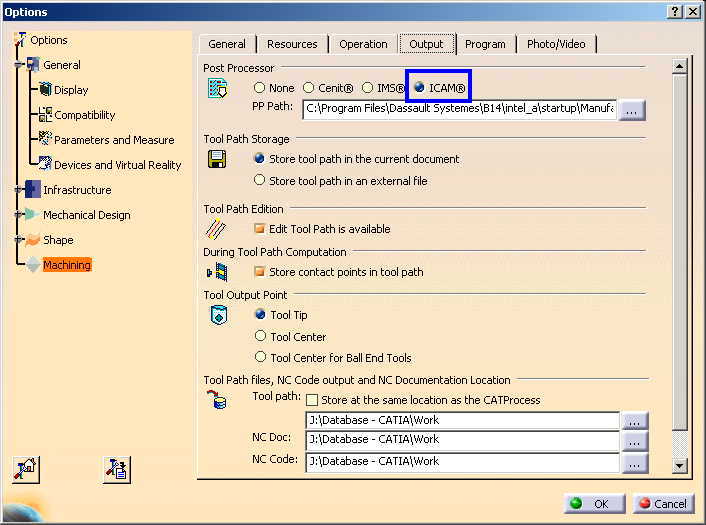 Options
Options
General
Display
Compatibility
Parameters and Measure
Devices and Virtual Reality
Infrastructure
Mechanical Design
Shape
Machining
General Resources Operation Output Program Photo/Video
Post Processor
None Cenit® IMS® ICAM®
PP Path: C:\Program Files\Dassault Systemes\B14\intel_a\startup\Manufa ...
Tool Path Storage
Store tool path in the current document
Store tool path in an external file
Tool Path Edition
Edit Tool Path is available
During Tool Path Computation
Store contact points in tool path
Tool Output Point
Tool Tip
Tool Center
Tool Center for Ball End Tools
Tool Path files, NC Code output and NC Documentation Location
Tool path: Store at the same location as the CATProcess
J:\Database - CATIA\Work ...
NC Doc: J:\Database - CATIA\Work ...
NC Code: J:\Database - CATIA\Work ...
OK Cancel